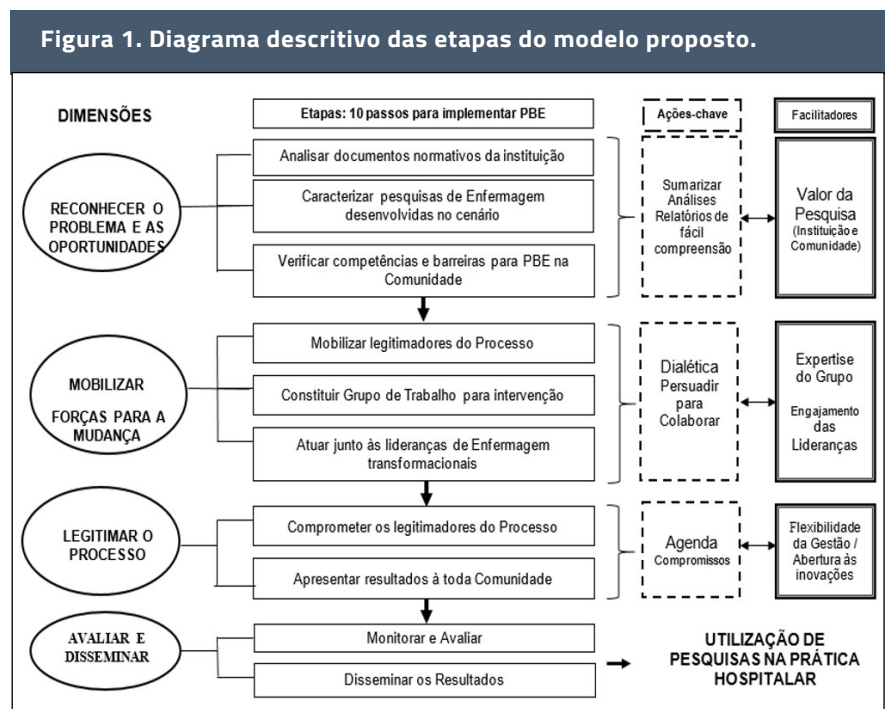 Figura 1. Diagrama descritivo das etapas do modelo proposto.
DIMENSÕES
Etapas: 10 passos para implementar PBE
Ações-chave
Facilitadores
RECONHECER O
PROBLEMA E AS
OPORTUNIDADES
Analisar documentos normativos da instituição
Caracterizar pesquisas de Enfermagem
desenvolvidas no cenário
Verificar competências e barreiras para PBE na
Comunidade
Sumarizar
Análises
Relatórios de
fácil
compreensão
Valor da
Pesquisa
(Instituição e
Comunidade)
MOBILIZAR
FORÇAS PARA A
MUDANÇA
Mobilizar legitimadores do Processo
Constituir Grupo de Trabalho para intervenção
Atuar junto às lideranças de Enfermagem
transformacionais
Dialética
Persuadir
para
Colaborar
Expertise
do Grupo
Engajamento
das
Lideranças
LEGITIMAR O
PROCESSO
Comprometer os legitimadores do Processo
Apresentar resultados à toda Comunidade
Agenda
Compromissos
Flexibilidade
da Gestão /
Abertura às
inovações
AVALIAR E
DISSEMINAR
Monitorar e Avaliar
Disseminar os Resultados
UTILIZAÇÃO DE
PESQUISAS NA PRÁTICA
HOSPITALAR